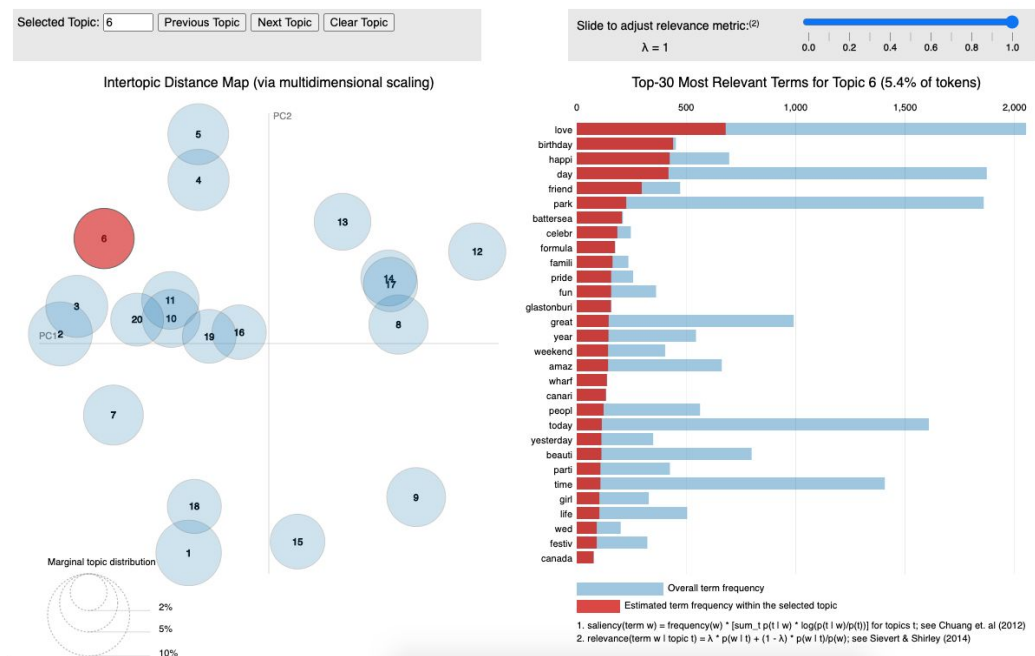 Selected Topic: 6 Previous Topic Next Topic Clear Topic
Slide to adjust relevance metric:(2)
λ = 1
0.0 0.2 0.4 0.6 0.8 1.0
Intertopic Distance Map (via multidimensional scaling)
PC2
PC1
5
4
6
13
12
14
17
3
11
2
20
10
19
16
8
7
9
18
15
1
Marginal topic distribution
2%
5%
10%
Top-30 Most Relevant Terms for Topic 6 (5.4% of tokens)
0 500 1,000 1,500 2,000
love
birthday
happi
day
friend
park
battersea
celebr
formula
famili
pride
fun
glastonburi
great
year
weekend
amaz
wharf
canari
peopl
today
yesterday
beauti
parti
time
girl
life
wed
festiv
canada
Overall term frequency
Estimated term frequency within the selected topic
1. saliency(term w) = frequency(w) * [sum_t p(t | w) * log(p(t | w)/p(t))] for topics t; see Chuang et. al (2012)
2. relevance(term w | topic t) = λ * p(w | t) + (1 - λ) * p(w | t)/p(w); see Sievert & Shirley (2014)